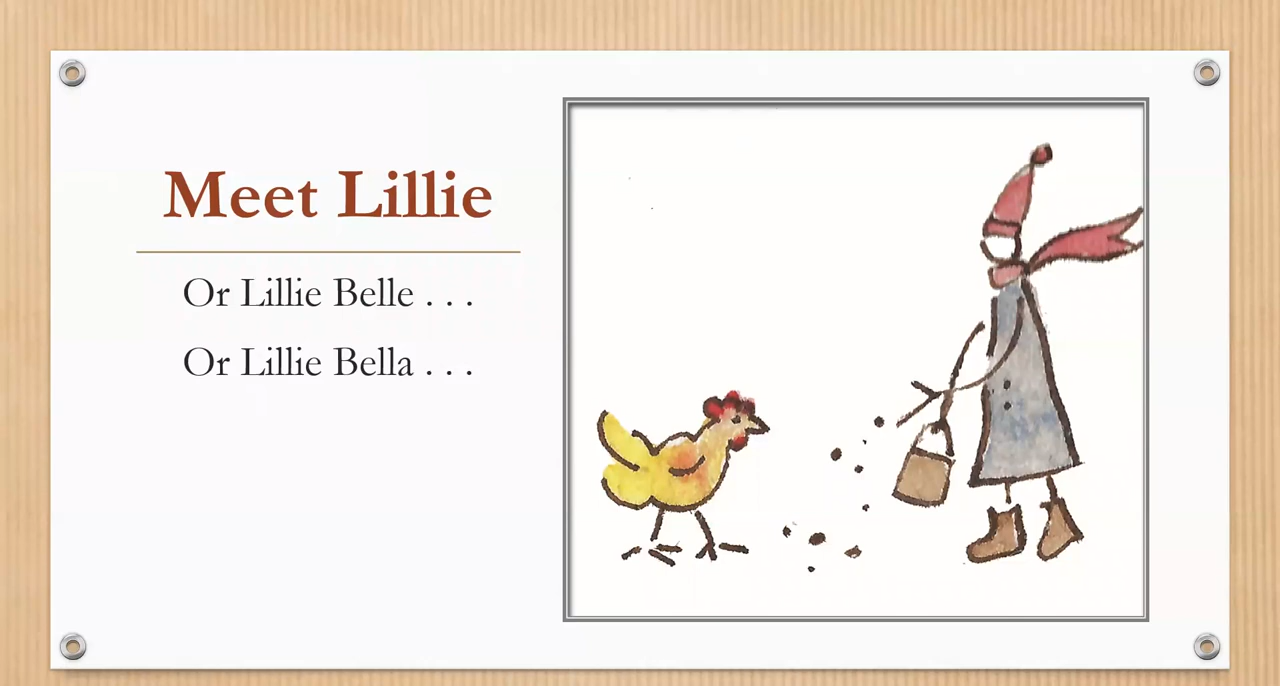 Meet Lillie
Or Lillie Belle . . .
Or Lillie Bella . . .